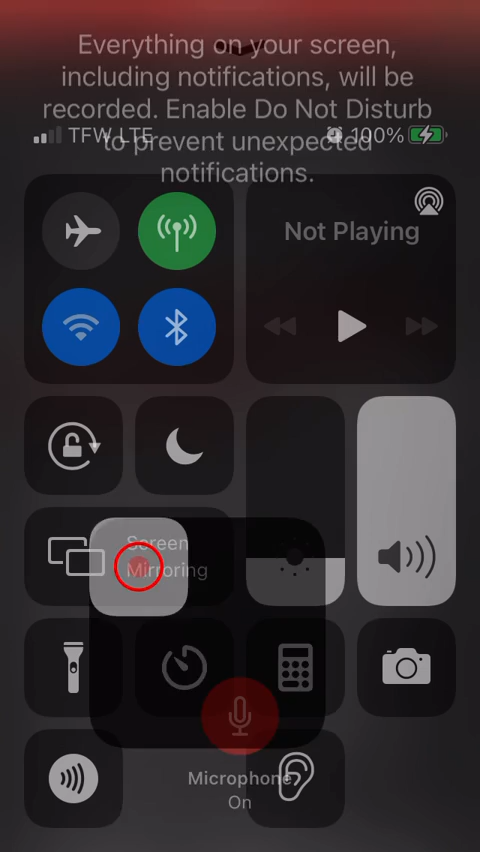 Everything on your screen,
including notifications, will be
recorded. Enable Do Not Disturb
TFW LTE
100%
to prevent unexpected
notifications.
Not Playing
Screen
Mirroring
Microphone
On